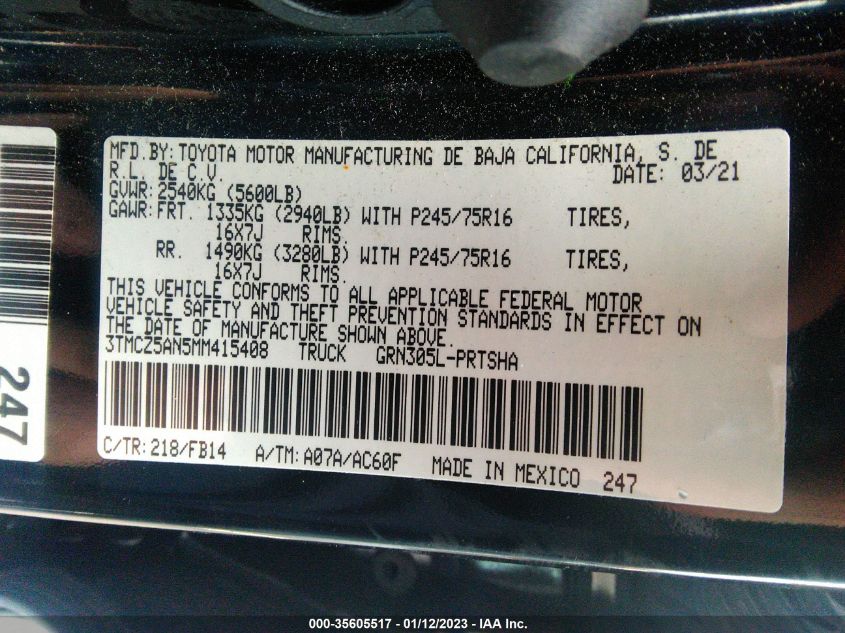 MFD.BY:TOYOTA MOTOR MANUFACTURING DE BAJA CALIFORNIA, S. DE
R.L. DE C.V. DATE: 03/21
GVWR:2540KG (5600LB)
GAWR:FRT. 1335KG (2940LB) WITH P245/75R16 TIRES,
16X7J RIMS.
RR. 1490KG (3280LB) WITH P245/75R16 TIRES,
16X7J RIMS.
THIS VEHICLE CONFORMS TO ALL APPLICABLE FEDERAL MOTOR
VEHICLE SAFETY AND THEFT PREVENTION STANDARDS IN EFFECT ON
THE DATE OF MANUFACTURE SHOWN ABOVE.
3TMCZ5AN5MM415408 TRUCK GRN305L-PRTSHA
C/TR:218/FB14 A/TM:A07A/AC60F MADE IN MEXICO 247
247
000-35605517 - 01/12/2023 - IAA Inc.